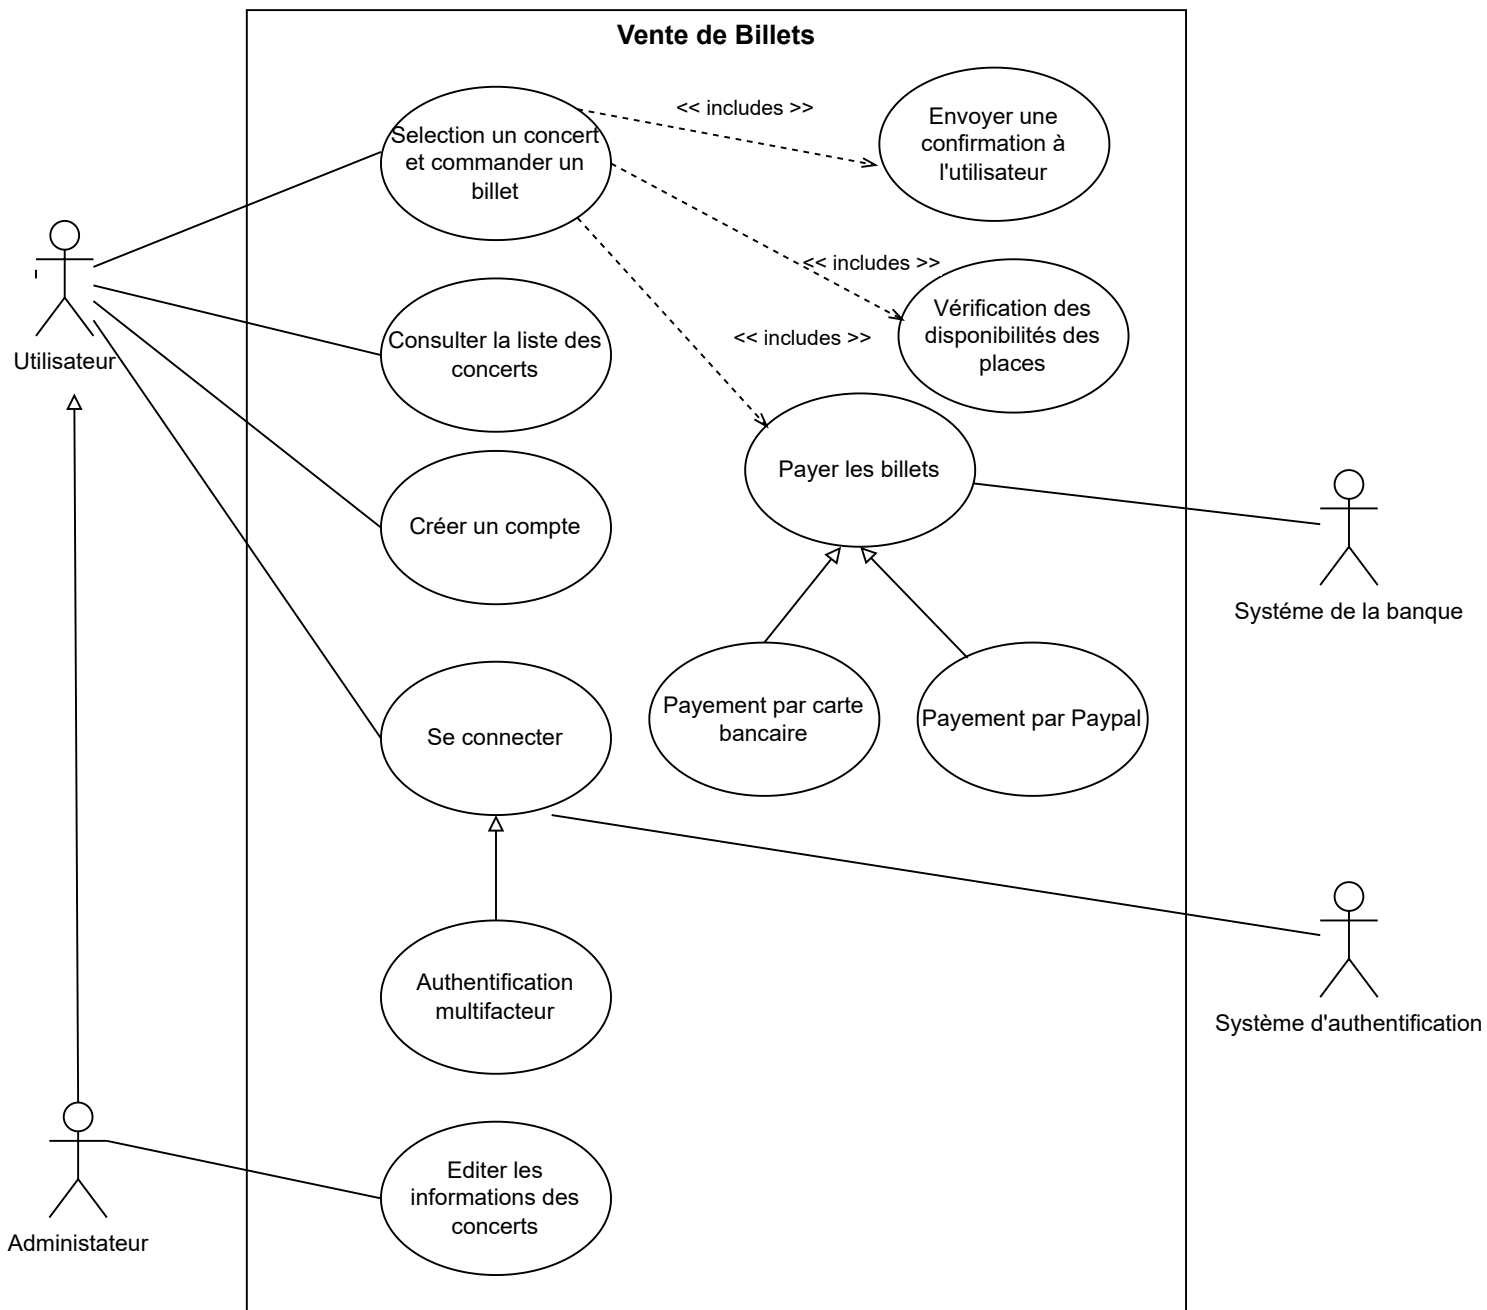 Vente de Billets
<< includes >>
Envoyer une
confirmation à
l'utilisateur
Selection un concert
et commander un
billet
<< includes >>
Vérification des
disponibilités des
places
<< includes >>
Consulter la liste des
concerts
Utilisateur
Payer les billets
Créer un compte
Systéme de la banque
Payement par carte
bancaire
Payement par Paypal
Se connecter
Authentification
multifacteur
Système d'authentification
Editer les
informations des
concerts
Administateur